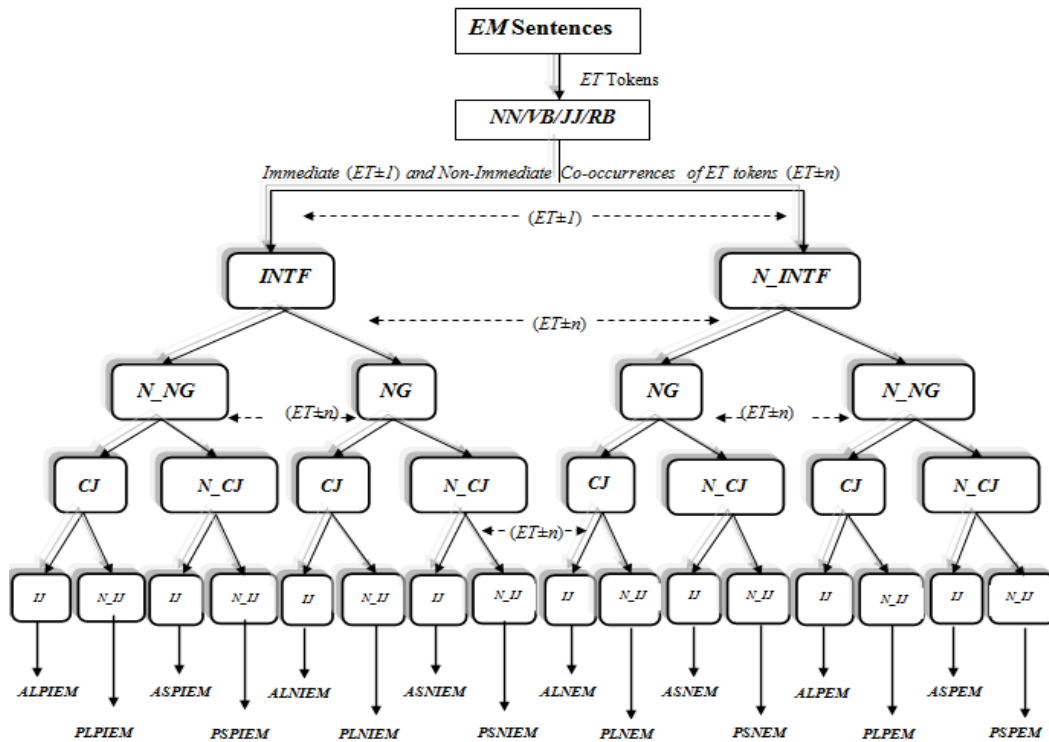 EM Sentences
ET Tokens
NN/VB/JJ/RB
Immediate (ET±1) and Non-Immediate Co-occurrences of ET tokens (ET±n)
(ET±1)
INTF N_INTF
(ET±n)
N_NG NG NG N_NG
(ET±n) (ET±n)
CJ N_CJ CJ N_CJ CJ N_CJ CJ N_CJ
(ET±n)
IJ N_IJ IJ N_IJ IJ N_IJ IJ N_IJ IJ N_IJ IJ N_IJ IJ N_IJ IJ N_IJ
ALPIEM ASPIEM ALNIEM ASNIEM ALNEM ASNEM ALPEM ASPEM
PLPIEM PSPIEM PLNIEM PSNIEM PLNEM PSNEM PLPEM PSPEM